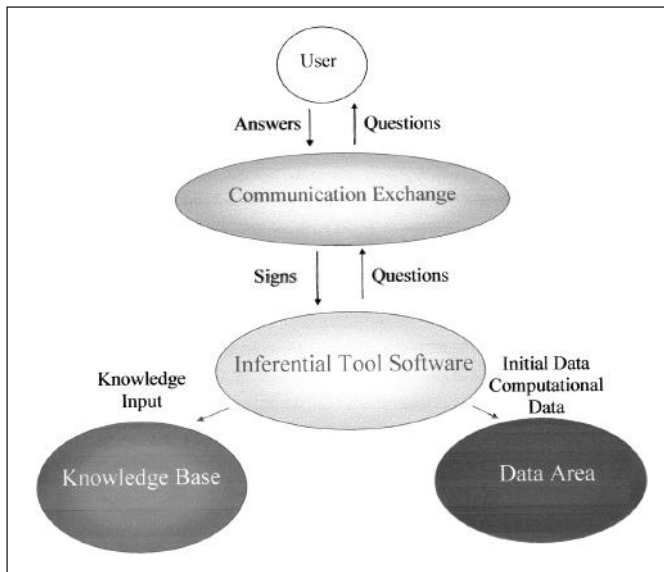 User
Answers
Questions
Communication Exchange
Signs
Questions
Inferential Tool Software
Knowledge
Input
Initial Data
Computational
Data
Knowledge Base
Data Area